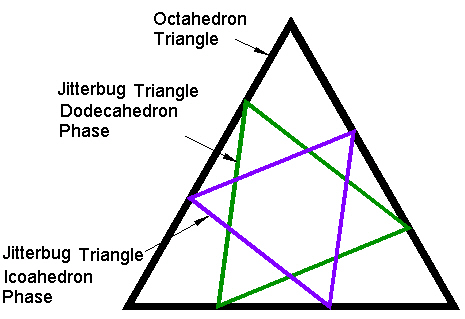 Octahedron
Triangle
Jitterbug Triangle
Dodecahedron
Phase
Jitterbug Triangle
Icoahedron
Phase